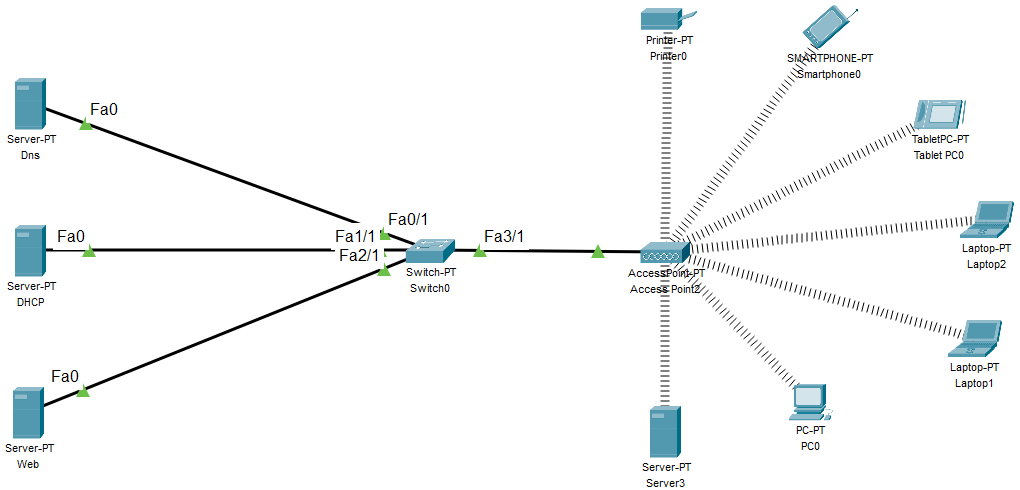 Printer-PT
Printer0
SMARTPHONE-PT
Smartphone0
Fa0
Server-PT
Dns
TabletPC-PT
Tablet PC0
Fa0/1
Fa0
Fa1/1
Fa3/1
Fa2/1
Laptop-PT
Laptop2
Switch-PT
Switch0
AccessPoint-PT
Access Point2
Server-PT
DHCP
Laptop-PT
Laptop1
Fa0
PC-PT
PC0
Server-PT
Web
Server-PT
Server3